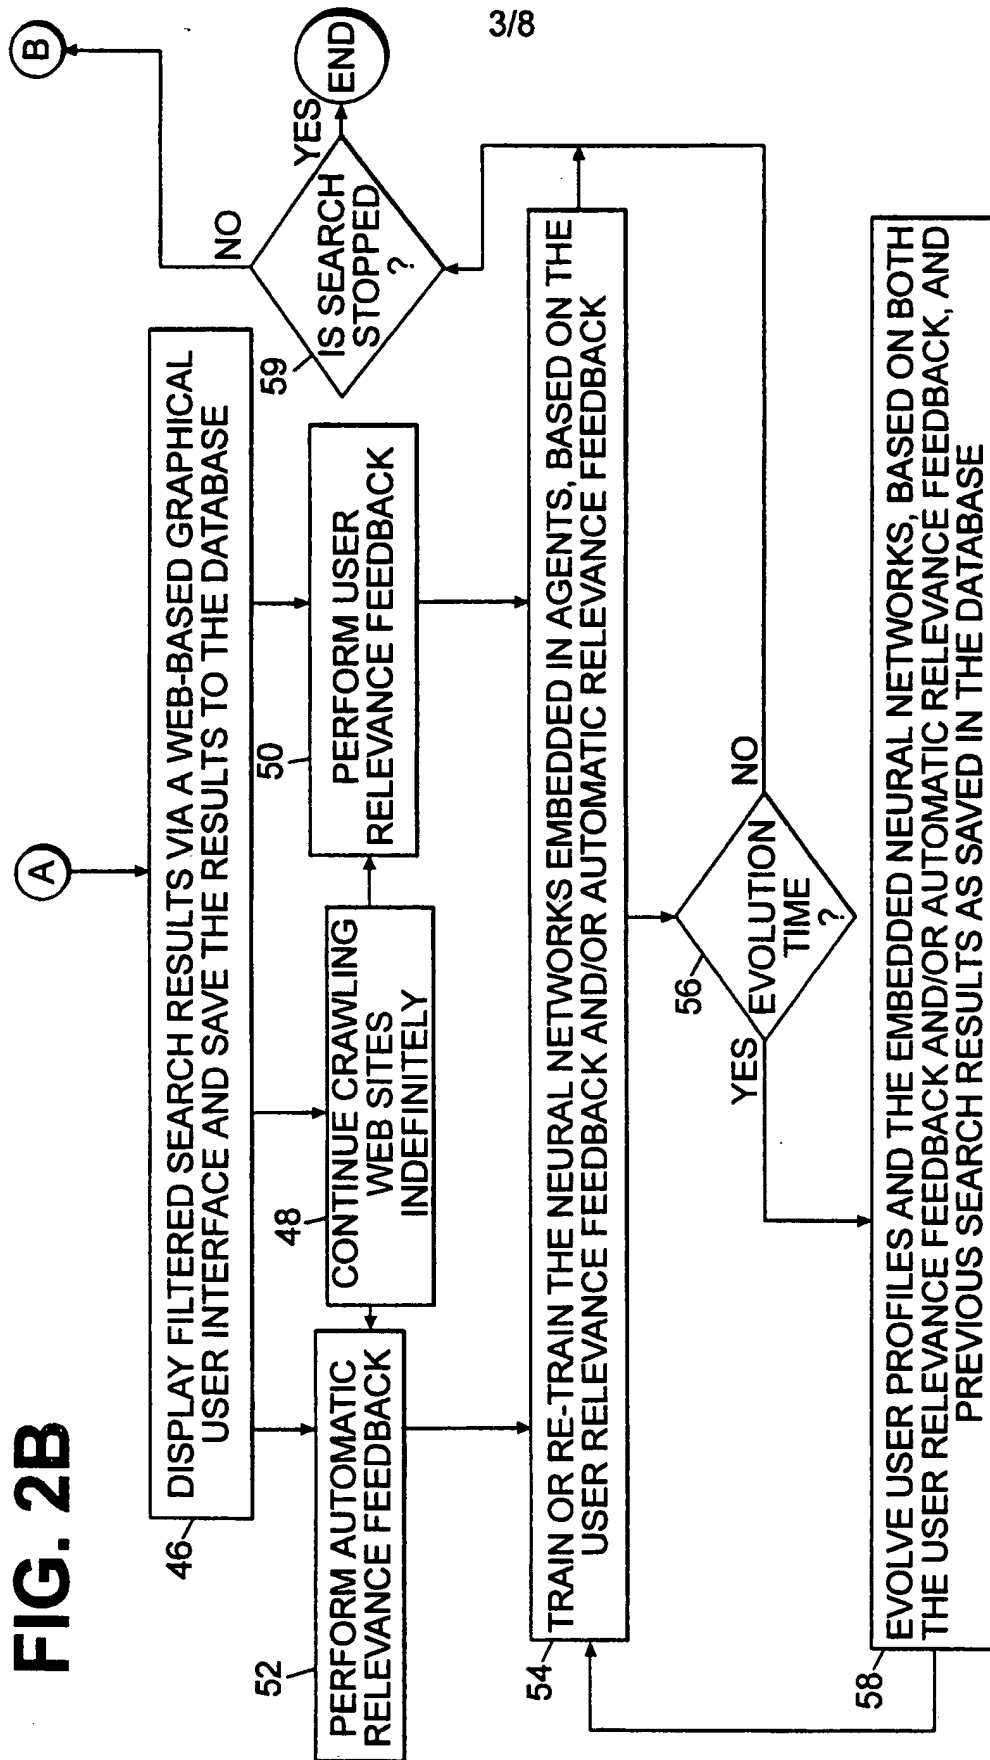 3/8
FIG. 2B
A
B
46
DISPLAY FILTERED SEARCH RESULTS VIA A WEB-BASED GRAPHICAL
USER INTERFACE AND SAVE THE RESULTS TO THE DATABASE
52
PERFORM AUTOMATIC
RELEVANCE FEEDBACK
48
CONTINUE CRAWLING
WEB SITES
INDEFINITELY
50
PERFORM USER
RELEVANCE FEEDBACK
59
IS SEARCH
STOPPED
?
NO
YES
END
54
TRAIN OR RE-TRAIN THE NEURAL NETWORKS EMBEDDED IN AGENTS, BASED ON THE
USER RELEVANCE FEEDBACK AND/OR AUTOMATIC RELEVANCE FEEDBACK
56
EVOLUTION
TIME
?
YES
NO
58
EVOLVE USER PROFILES AND THE EMBEDDED NEURAL NETWORKS, BASED ON BOTH
THE USER RELEVANCE FEEDBACK AND/OR AUTOMATIC RELEVANCE FEEDBACK, AND
PREVIOUS SEARCH RESULTS AS SAVED IN THE DATABASE